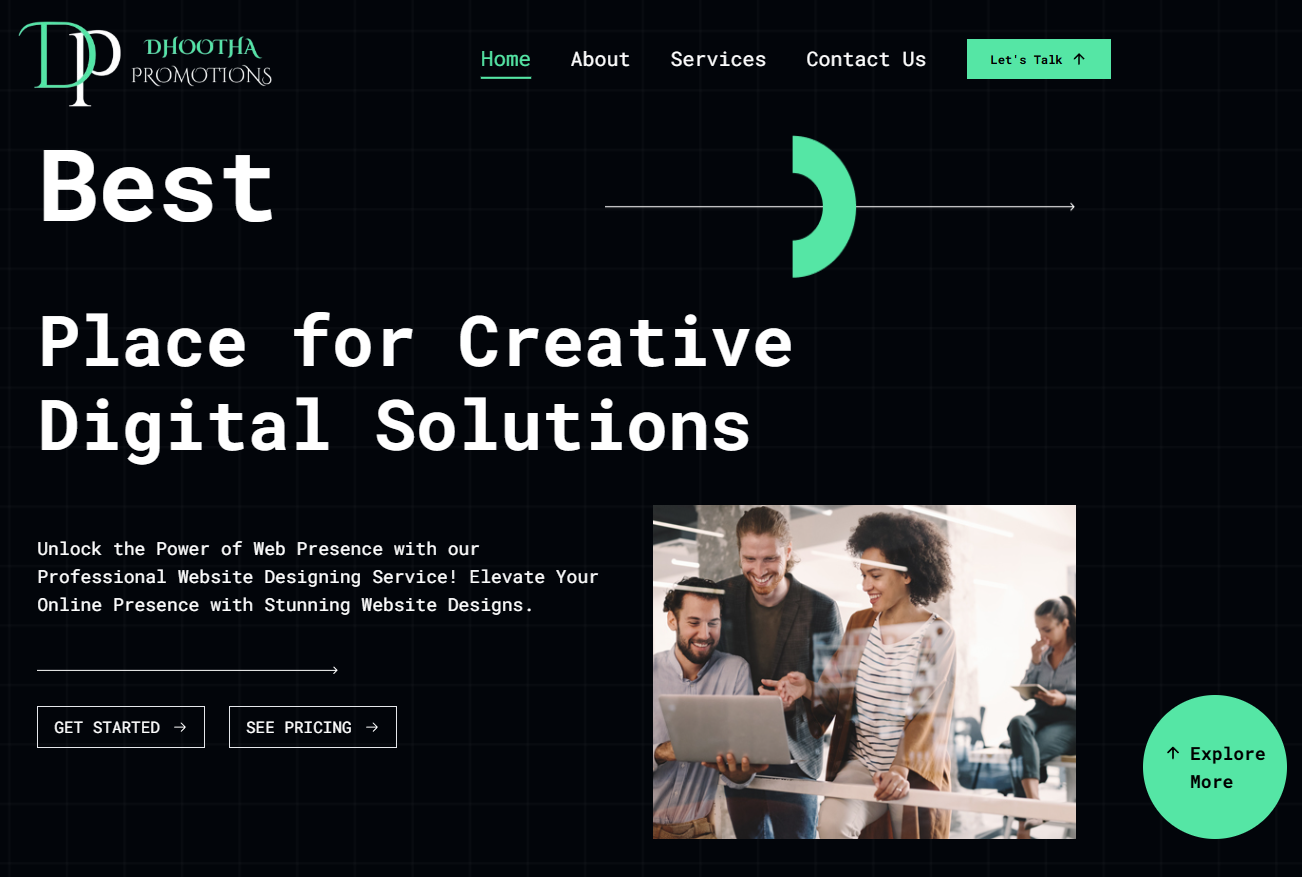 DP
DHOOTHA
PROMOTIONS
Home
About
Services
Contact Us
Let's Talk
Best
Place for Creative
Digital Solutions
Unlock the Power of Web Presence with our
Professional Website Designing Service! Elevate Your
Online Presence with Stunning Website Designs.
GET STARTED
SEE PRICING
Explore
More